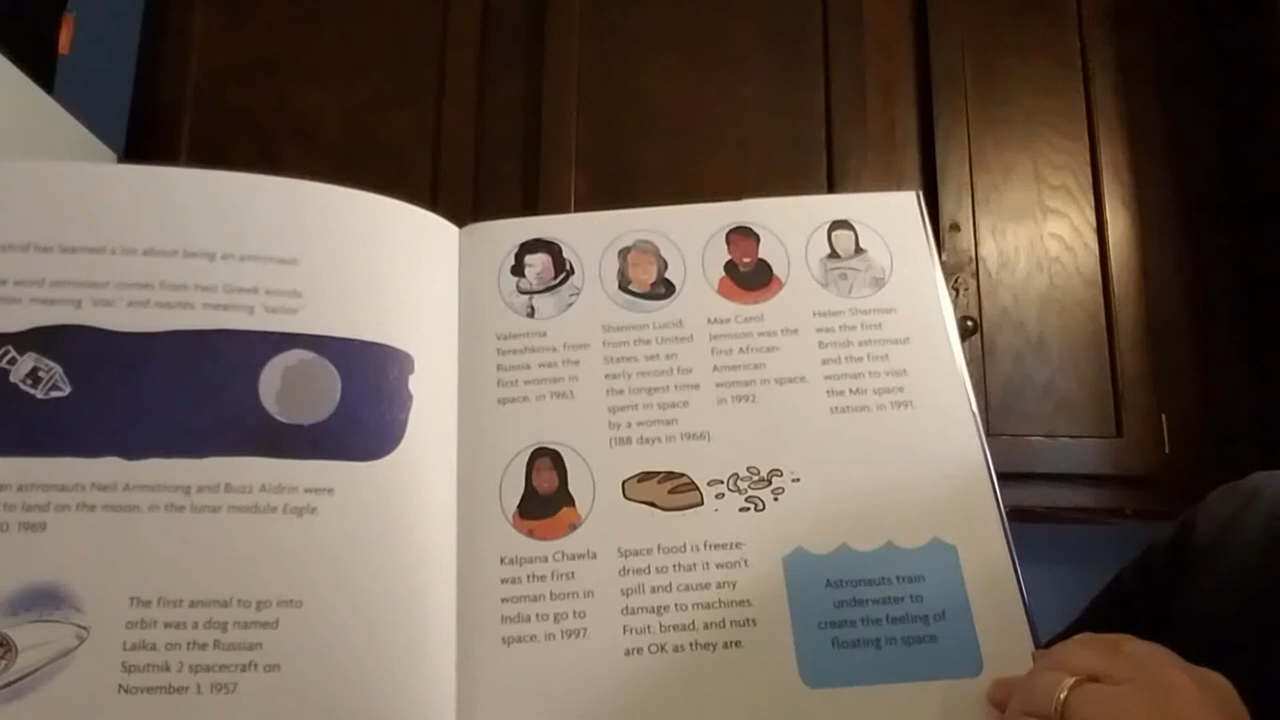 has learned a lot about being an astronaut.
word astronaut comes from two Greek words
meaning "star," and nautes meaning "sailor"
astronauts Neil Armstrong and Buzz Aldrin were
to land on the moon, in the lunar module Eagle,
1969
The first animal to go into
orbit was a dog named
Laika, on the Russian
Sputnik 2 spacecraft on
November 3, 1957.
Valentina
Tereshkova, from
Russia, was the
first woman in
space, in 1963.
Shannon Lucid,
from the United
States, set an
early record for
the longest time
spent in space
by a woman
(188 days in 1966).
Mae Carol
Jemison was the
first African-
American
woman in space,
in 1992.
Helen Sharman
was the first
British astronaut
and the first
woman to visit
the Mir space
station, in 1991.
Kalpana Chawla
was the first
woman born in
India to go to
space, in 1997.
Space food is freeze-
dried so that it won't
spill and cause any
damage to machines.
Fruit, bread, and nuts
are OK as they are.
Astronauts train
underwater to
create the feeling of
floating in space.